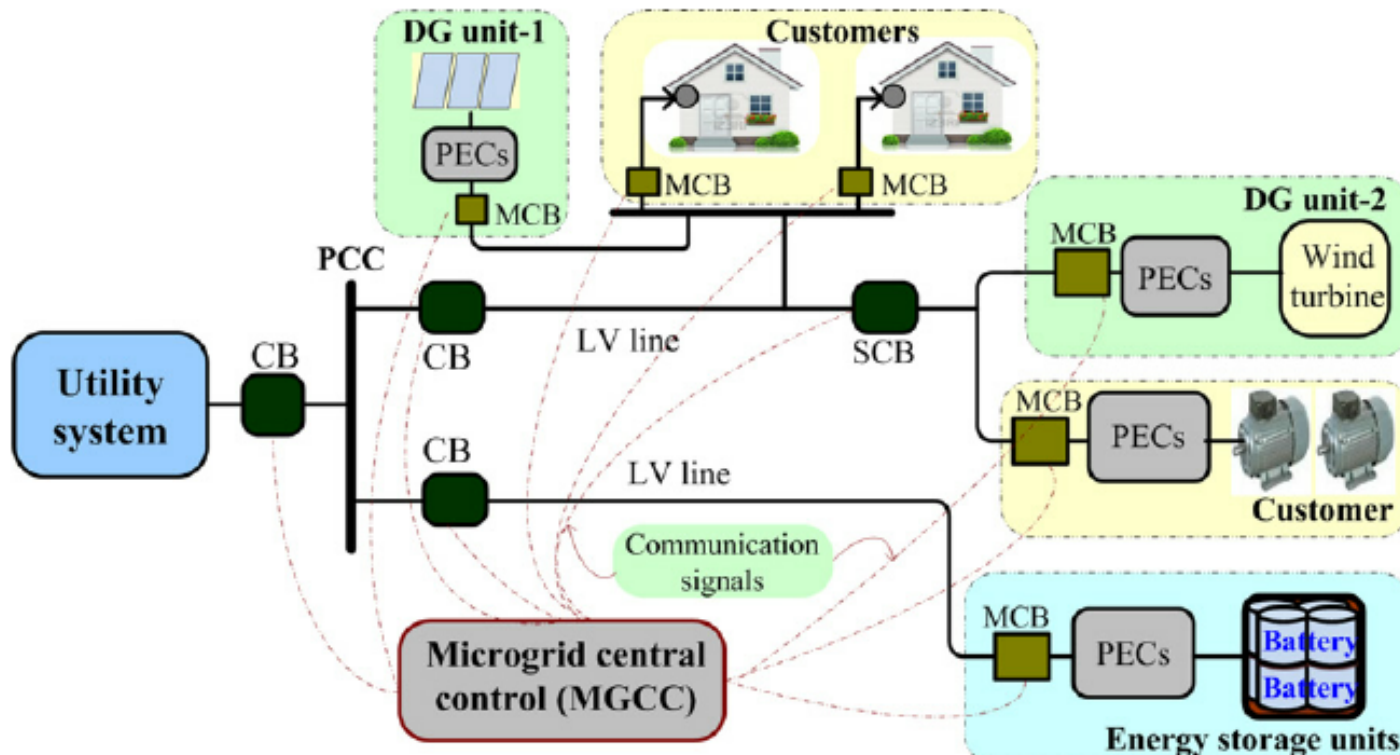 DG unit-1
PECs
MCB
Customers
MCB
MCB
DG unit-2
MCB
PECs
Wind
turbine
PCC
CB
LV line
SCB
Utility
system
CB
MCB
PECs
Customer
CB
LV line
Communication
signals
Microgrid central
control (MGCC)
MCB
PECs
Battery
Battery
Energy storage units